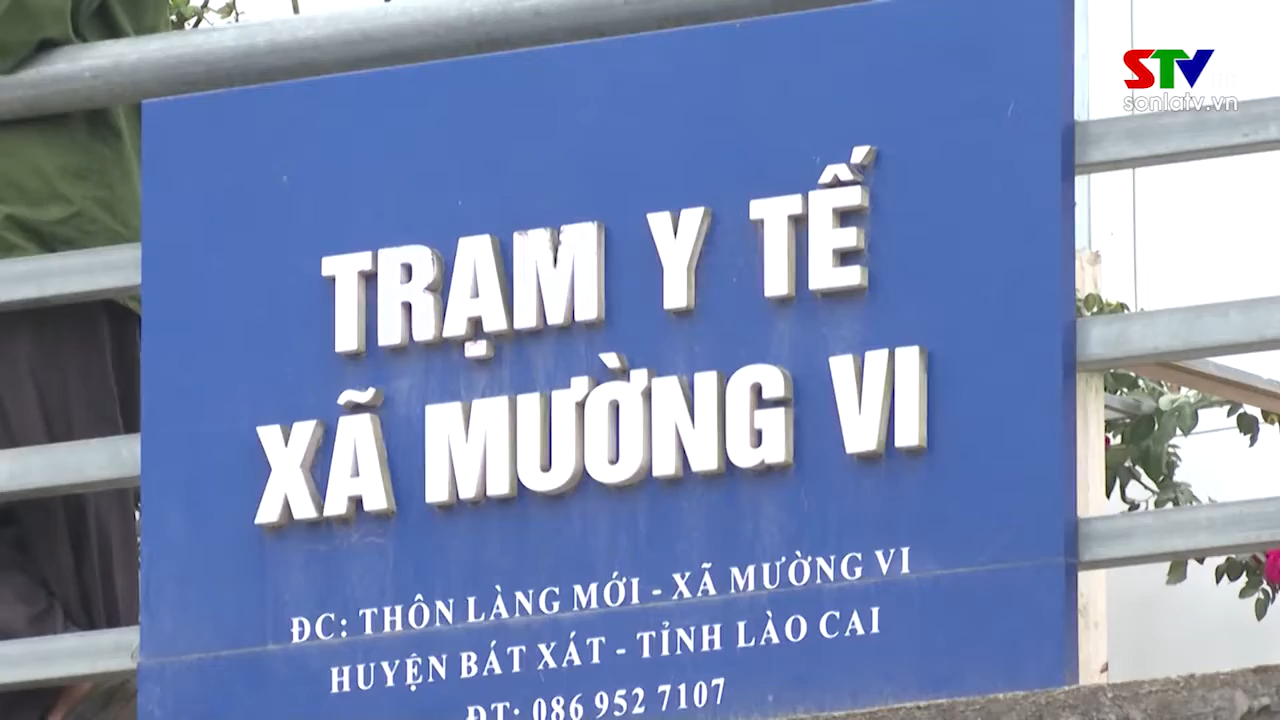 STV
sonlatv.vn
TRẠM Y TẾ
XÃ MƯỜNG VI
ĐC: THÔN LÀNG MỚI - XÃ MƯỜNG VI
HUYỆN BÁT XÁT - TỈNH LÀO CAI
ĐT: 086 952 7107